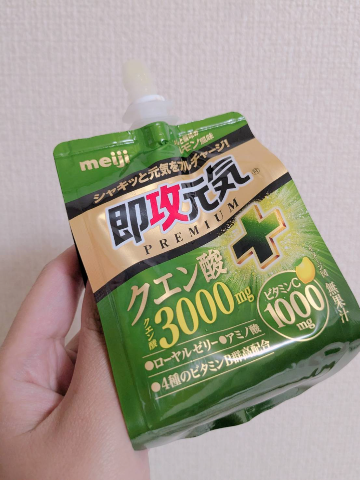 meiji
シャキッと元気をフルチャージ!
即攻元気
PREMIUM
クエン酸
クエン酸
3000mg
ビタミンC
1000mg
無果汁
•ローヤルゼリー•アミノ酸
•4種のビタミンB群高配合